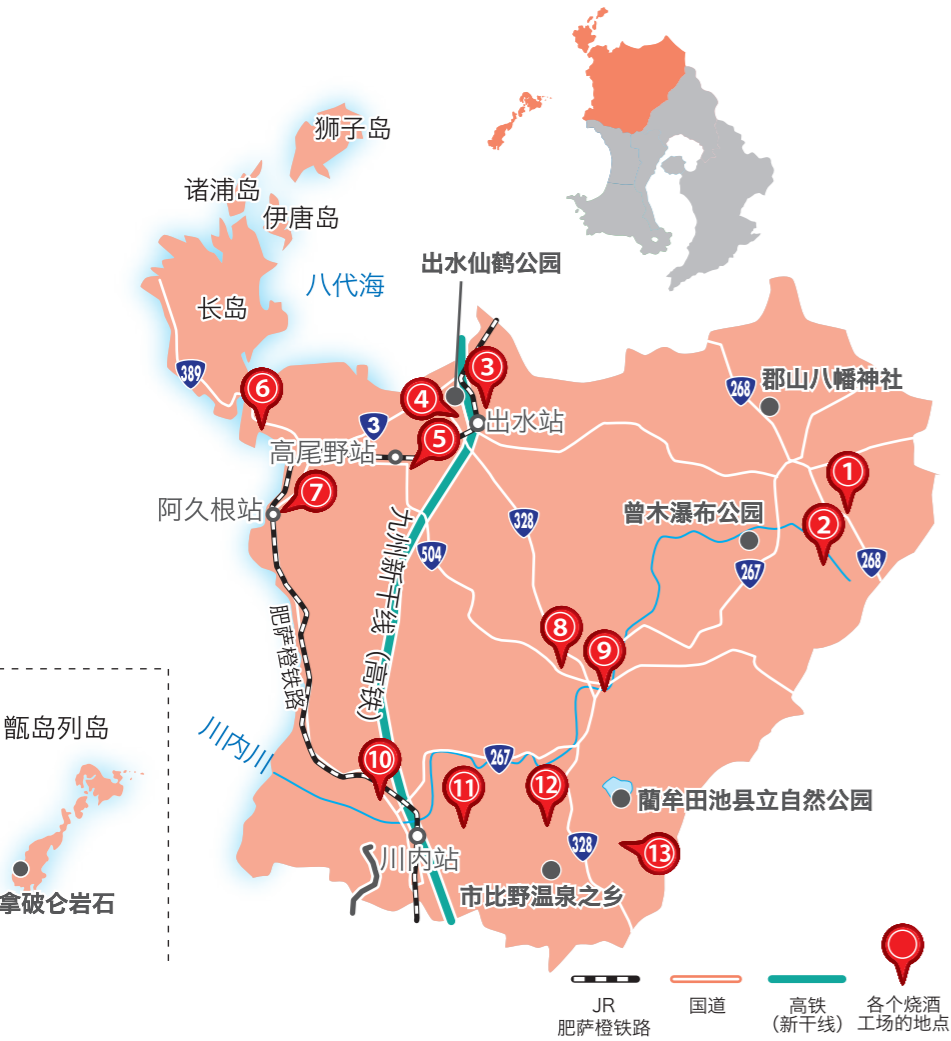 狮子岛
诸浦岛
伊唐岛
出水仙鹤公园
八代海
长岛
389
6
3
4
3
5
出水站
高尾野站
7
阿久根站
268
郡山八幡神社
1
曾木瀑布公园
2
328
504
267
268
九州新干线（高铁）
肥萨橙铁路
8
9
甑岛列岛
川内川
10
267
11
12
藺牟田池县立自然公园
13
328
川内站
市比野温泉之乡
拿破仑岩石
JR
肥萨橙铁路
国道
高铁
（新干线）
各个烧酒
工场的地点